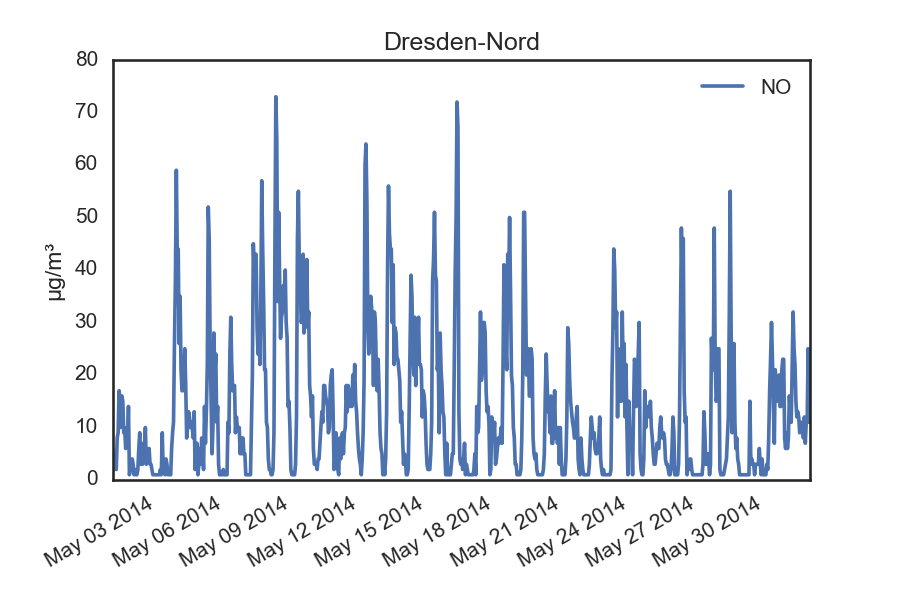 Dresden-Nord
NO
µg/m³
80
70
60
50
40
30
20
10
0
May 03 2014
May 06 2014
May 09 2014
May 12 2014
May 15 2014
May 18 2014
May 21 2014
May 24 2014
May 27 2014
May 30 2014